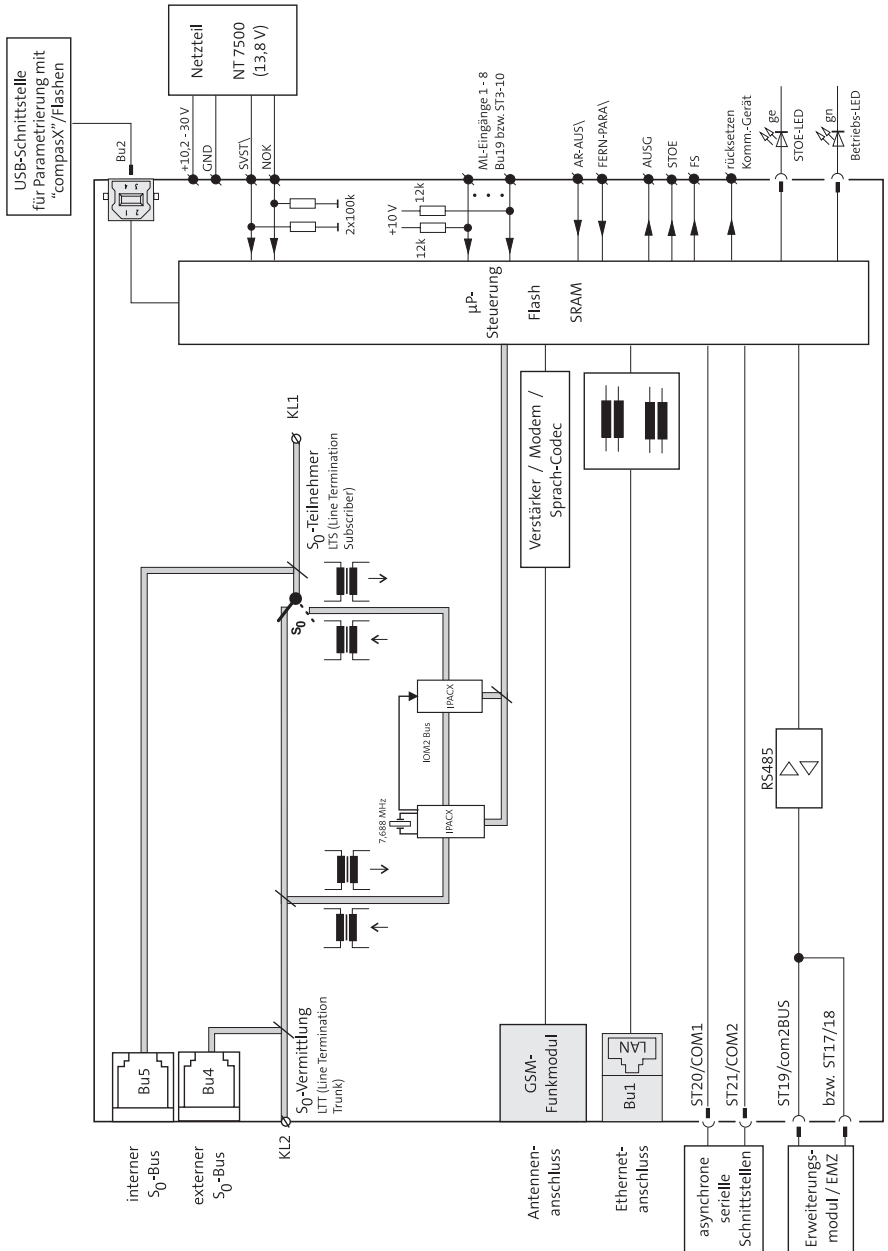 USB-Schnittstelle
für Parametrierung mit
"compasX"/Flashen
Bu2
1
2
3
4
Netzteil
NT 7500
(13,8 V)
+10,2 - 30 V
GND
SVST\
NOK
2x100k
ML-Eingänge 1 - 8
Bu19 bzw. ST3-10
+10 V
12k
12k
AR-AUS\
FERN-PARA\
AUSG
STOE
FS
rücksetzen
Komm-Gerät
ge
STOE-LED
gn
Betriebs-LED
µP-
Steuerung
Flash
SRAM
KL1
S0-Teilnehmer
LTS (Line Termination
Subscriber)
S0
IPACX
IOM2 Bus
7,688 MHz
IPACX
Verstärker / Modem /
Sprach-Codec
RS485
interner
S0-Bus
Bu5
externer
S0-Bus
Bu4
KL2
S0-Vermittlung
LTT (Line Termination
Trunk)
Antennen-
anschluss
GSM-
Funkmodul
Ethernet-
anschluss
Bu1
LAN
asynchrone
serielle
Schnittstellen
ST20/COM1
ST21/COM2
Erweiterungs-
modul / EMZ
ST19/com2BUS
bzw. ST17/18